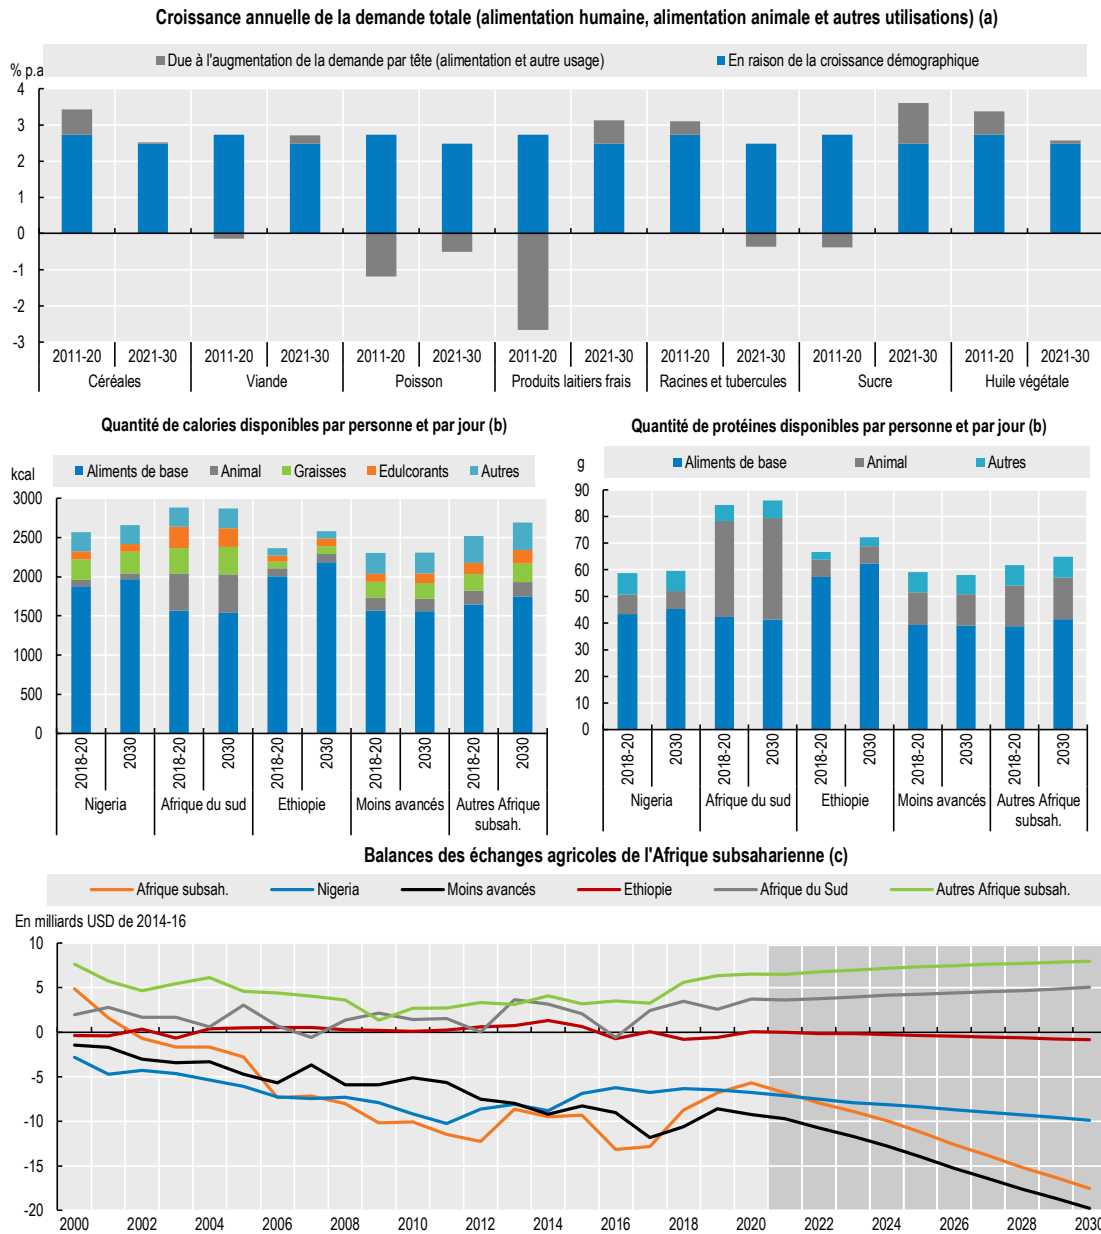 Croissance annuelle de la demande totale (alimentation humaine, alimentation animale et autres utilisations) (a)
Due à l'augmentation de la demande par tête (alimentation et autre usage) En raison de la croissance démographique
% p.a
4
3
2
1
0
-1
-2
-3
2011-20 2021-30 2011-20 2021-30 2011-20 2021-30 2011-20 2021-30 2011-20 2021-30 2011-20 2021-30 2011-20 2021-30
Céréales Viande Poisson Produits laitiers frais Racines et tubercules Sucre Huile végétale
Quantité de calories disponibles par personne et par jour (b)
kcal
Aliments de base Animal Graisses Edulcorants Autres
3000
2500
2000
1500
1000
500
0
2018-20 2030 2018-20 2030 2018-20 2030 2018-20 2030 2018-20 2030
Nigeria Afrique du sud Ethiopie Moins avancés Autres Afrique
subsah.
Quantité de protéines disponibles par personne et par jour (b)
g
Aliments de base Animal Autres
90
80
70
60
50
40
30
20
10
0
2018-20 2030 2018-20 2030 2018-20 2030 2018-20 2030 2018-20 2030
Nigeria Afrique du sud Ethiopie Moins avancés Autres Afrique
subsah.
Balances des échanges agricoles de l'Afrique subsaharienne (c)
Afrique subsah. Nigeria Moins avancés Ethiopie Afrique du Sud Autres Afrique subsah.
En milliards USD de 2014-16
10
5
0
-5
-10
-15
-20
2000 2002 2004 2006 2008 2010 2012 2014 2016 2018 2020 2022 2024 2026 2028 2030